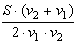 S · (v₂ + v₁)
2 · v₁ · v₂